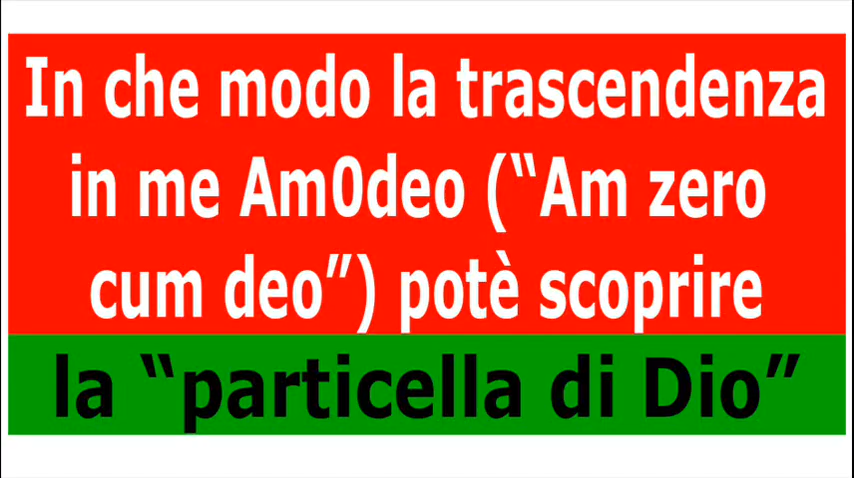 In che modo la trascendenza
in me Am0deo (“Am zero
cum deo”) potè scoprire
la “particella di Dio”